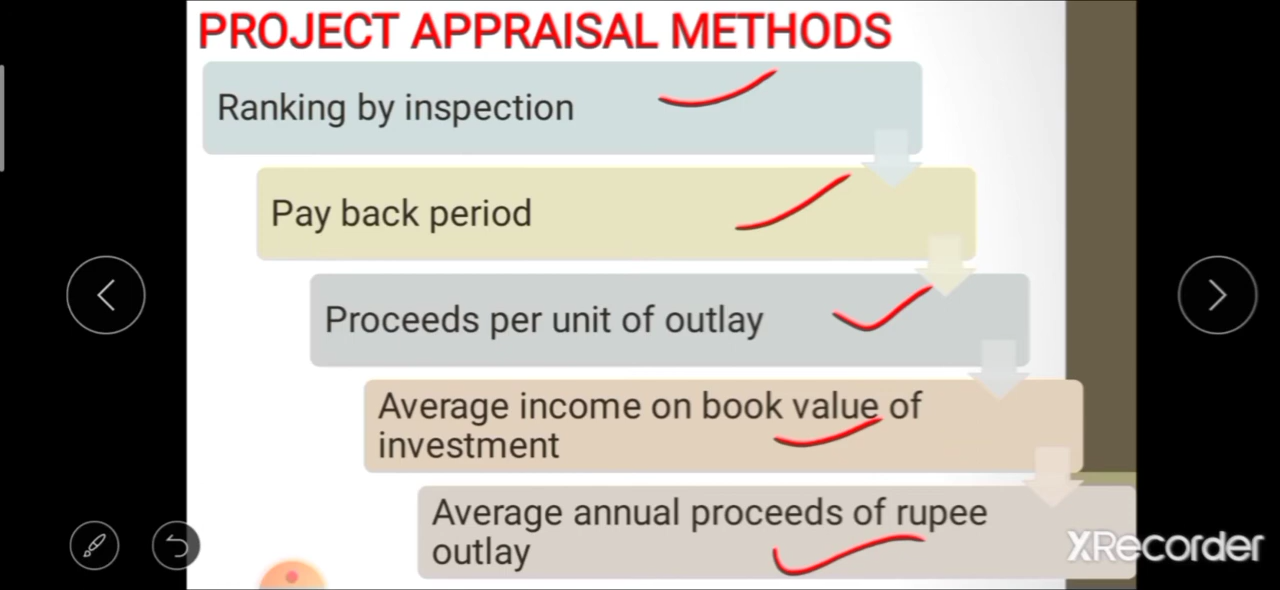 PROJECT APPRAISAL METHODS
Ranking by inspection
Pay back period
Proceeds per unit of outlay
Average income on book value of
investment
Average annual proceeds of rupee
outlay
XRecorder